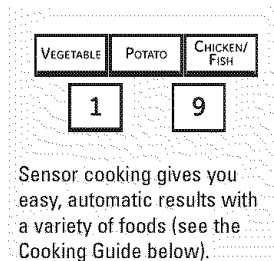 VEGETABLE POTATO CHICKEN/
FISH
1 9
Sensor cooking gives you
easy, automatic results with
a variety of foods (see the
Cooking Guide below).